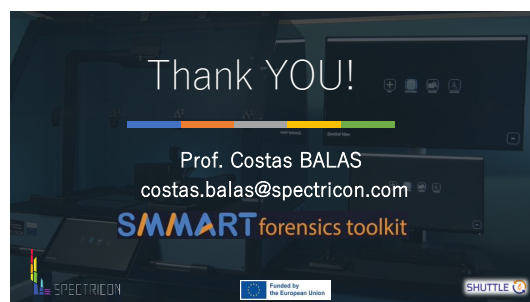 Thank YOU!
Prof. Costas BALAS
costas.balas@spectricon.com
SMMART forensics toolkit
SPECTRICON
Funded by
the European Union
SHUTTLE